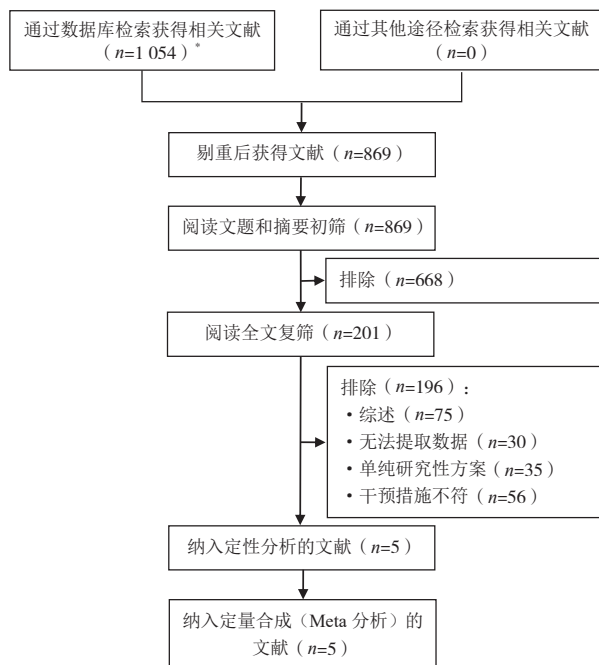 通过数据库检索获得相关文献
（n=1 054）*
通过其他途径检索获得相关文献
（n=0）
剔重后获得文献（n=869）
阅读文题和摘要初筛（n=869）
排除（n=668）
阅读全文复筛（n=201）
排除（n=196）：
·综述（n=75）
·无法提取数据（n=30）
·单纯研究性方案（n=35）
·干预措施不符（n=56）
纳入定性分析的文献（n=5）
纳入定量合成（Meta 分析）的
文献（n=5）